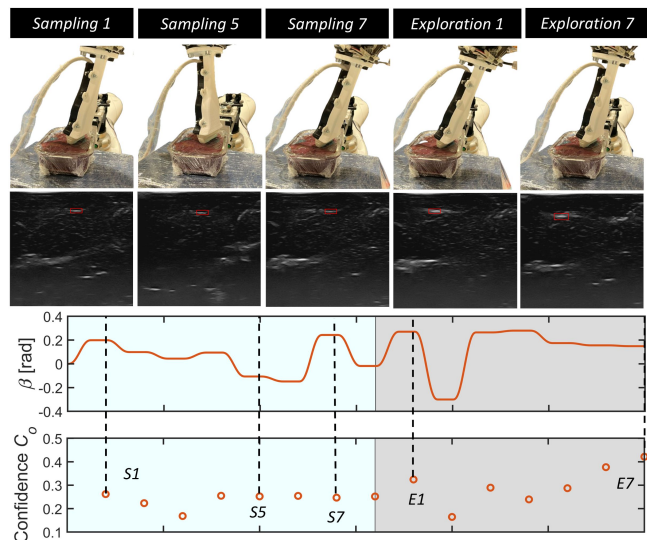 Sampling 1
Sampling 5
Sampling 7
Exploration 1
Exploration 7
0.4
0.2
0
-0.2
-0.4
β [rad]
0.5
0.4
0.3
0.2
0.1
Confidence Cₒ
S1
S5
S7
E1
E7